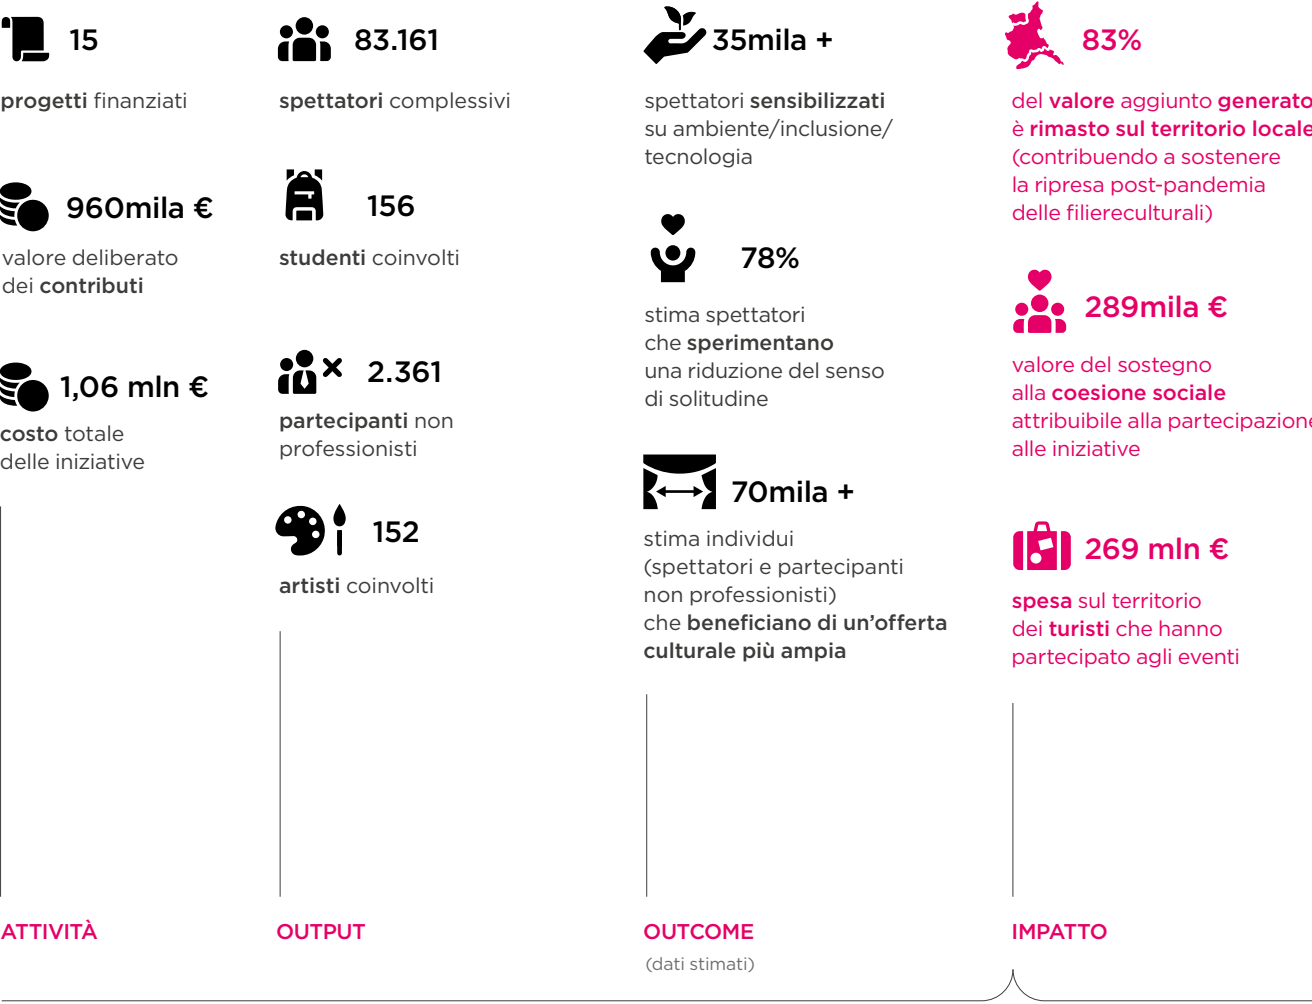 15
progetti finanziati
960mila €
valore deliberato
dei contributi
1,06 mln €
costo totale
delle iniziative
ATTIVITÀ
83.161
spettatori complessivi
156
studenti coinvolti
2.361
partecipanti non
professionisti
152
artisti coinvolti
OUTPUT
35mila +
spettatori sensibilizzati
su ambiente/inclusione/
tecnologia
78%
stima spettatori
che sperimentano
una riduzione del senso
di solitudine
70mila +
stima individui
(spettatori e partecipanti
non professionisti)
che beneficiano di un’offerta
culturale più ampia
OUTCOME
(dati stimati)
83%
del valore aggiunto generato
è rimasto sul territorio locale
(contribuendo a sostenere
la ripresa post-pandemia
delle filiereculturali)
289mila €
valore del sostegno
alla coesione sociale
attribuibile alla partecipazione
alle iniziative
269 mln €
spesa sul territorio
dei turisti che hanno
partecipato agli eventi
IMPATTO